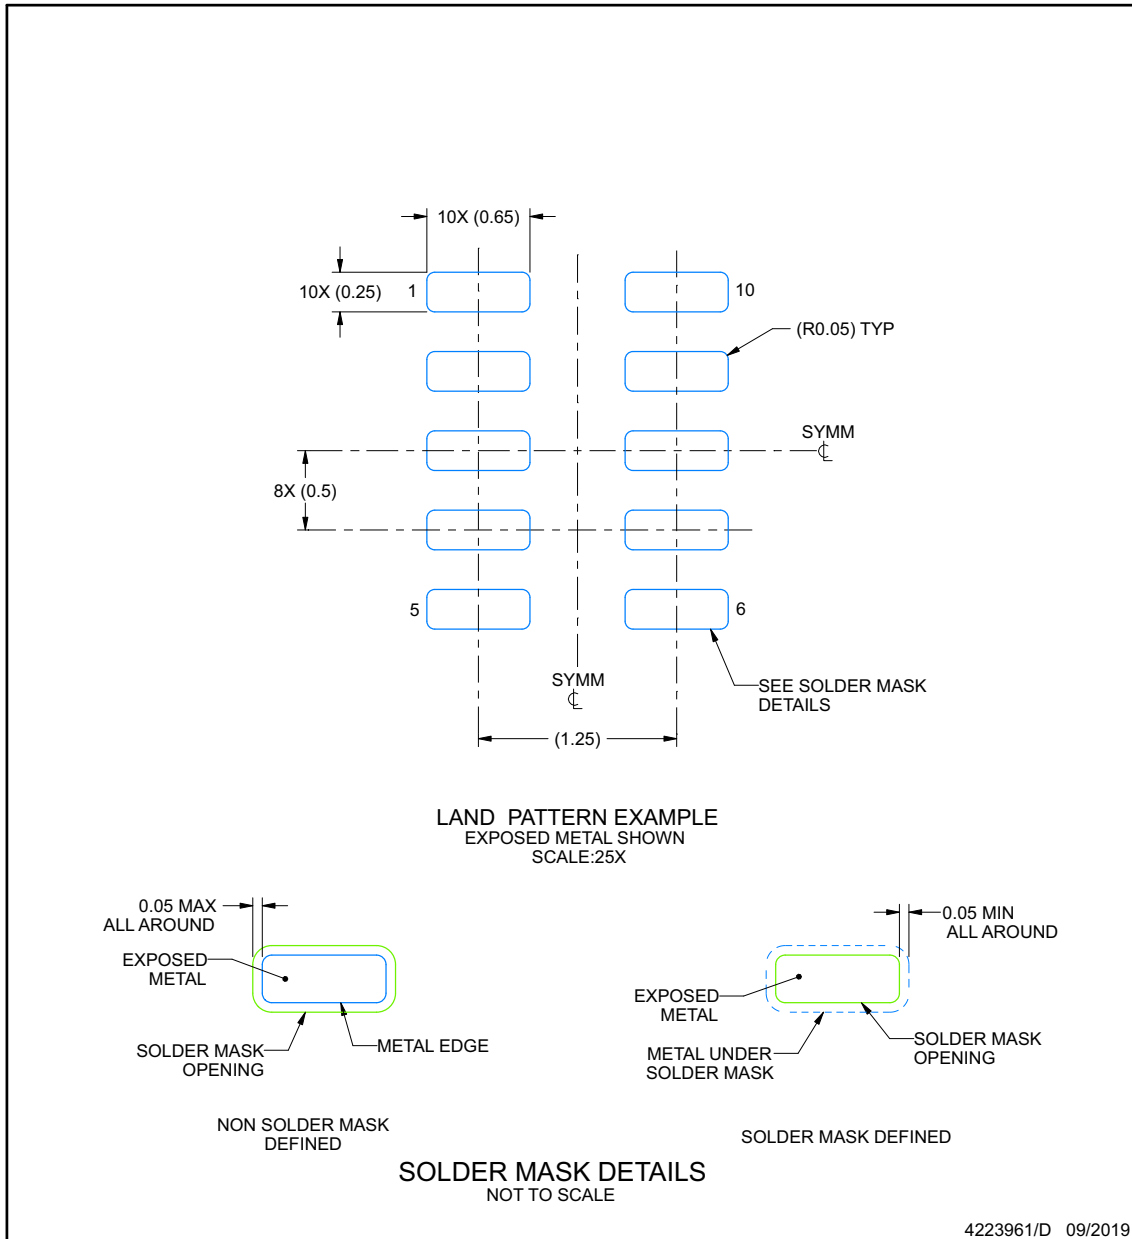 10X (0.65)
10X (0.25)
1
10
(R0.05) TYP
SYMM
8X (0.5)
5
6
SYMM
SEE SOLDER MASK
DETAILS
(1.25)
LAND PATTERN EXAMPLE
EXPOSED METAL SHOWN
SCALE:25X
0.05 MAX
ALL AROUND
EXPOSED
METAL
SOLDER MASK
OPENING
METAL EDGE
NON SOLDER MASK
DEFINED
0.05 MIN
ALL AROUND
EXPOSED
METAL
METAL UNDER
SOLDER MASK
SOLDER MASK
OPENING
SOLDER MASK DEFINED
SOLDER MASK DETAILS
NOT TO SCALE
4223961/D 09/2019